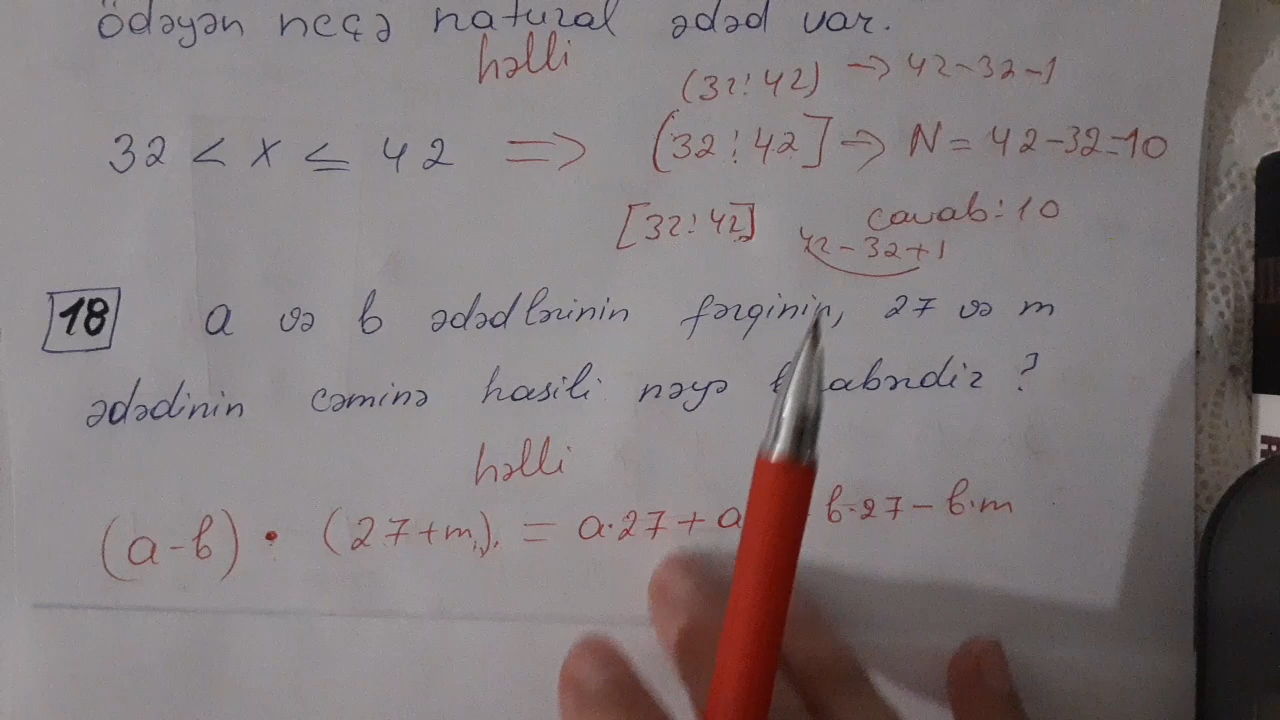 ödəyən neçə natural ədəd var.
həlli
(32;42) → 42-32-1
32 < x ≤ 42 ⇒ (32;42] → N = 42-32=10
[32;42] cavab: 10
42-32+1
18 a və b ədədlərinin fərqinin, 27 və m
ədədinin cəminə hasili nəyə
həlli
(a-b) · (27+m) = a·27+a b·27-b·m